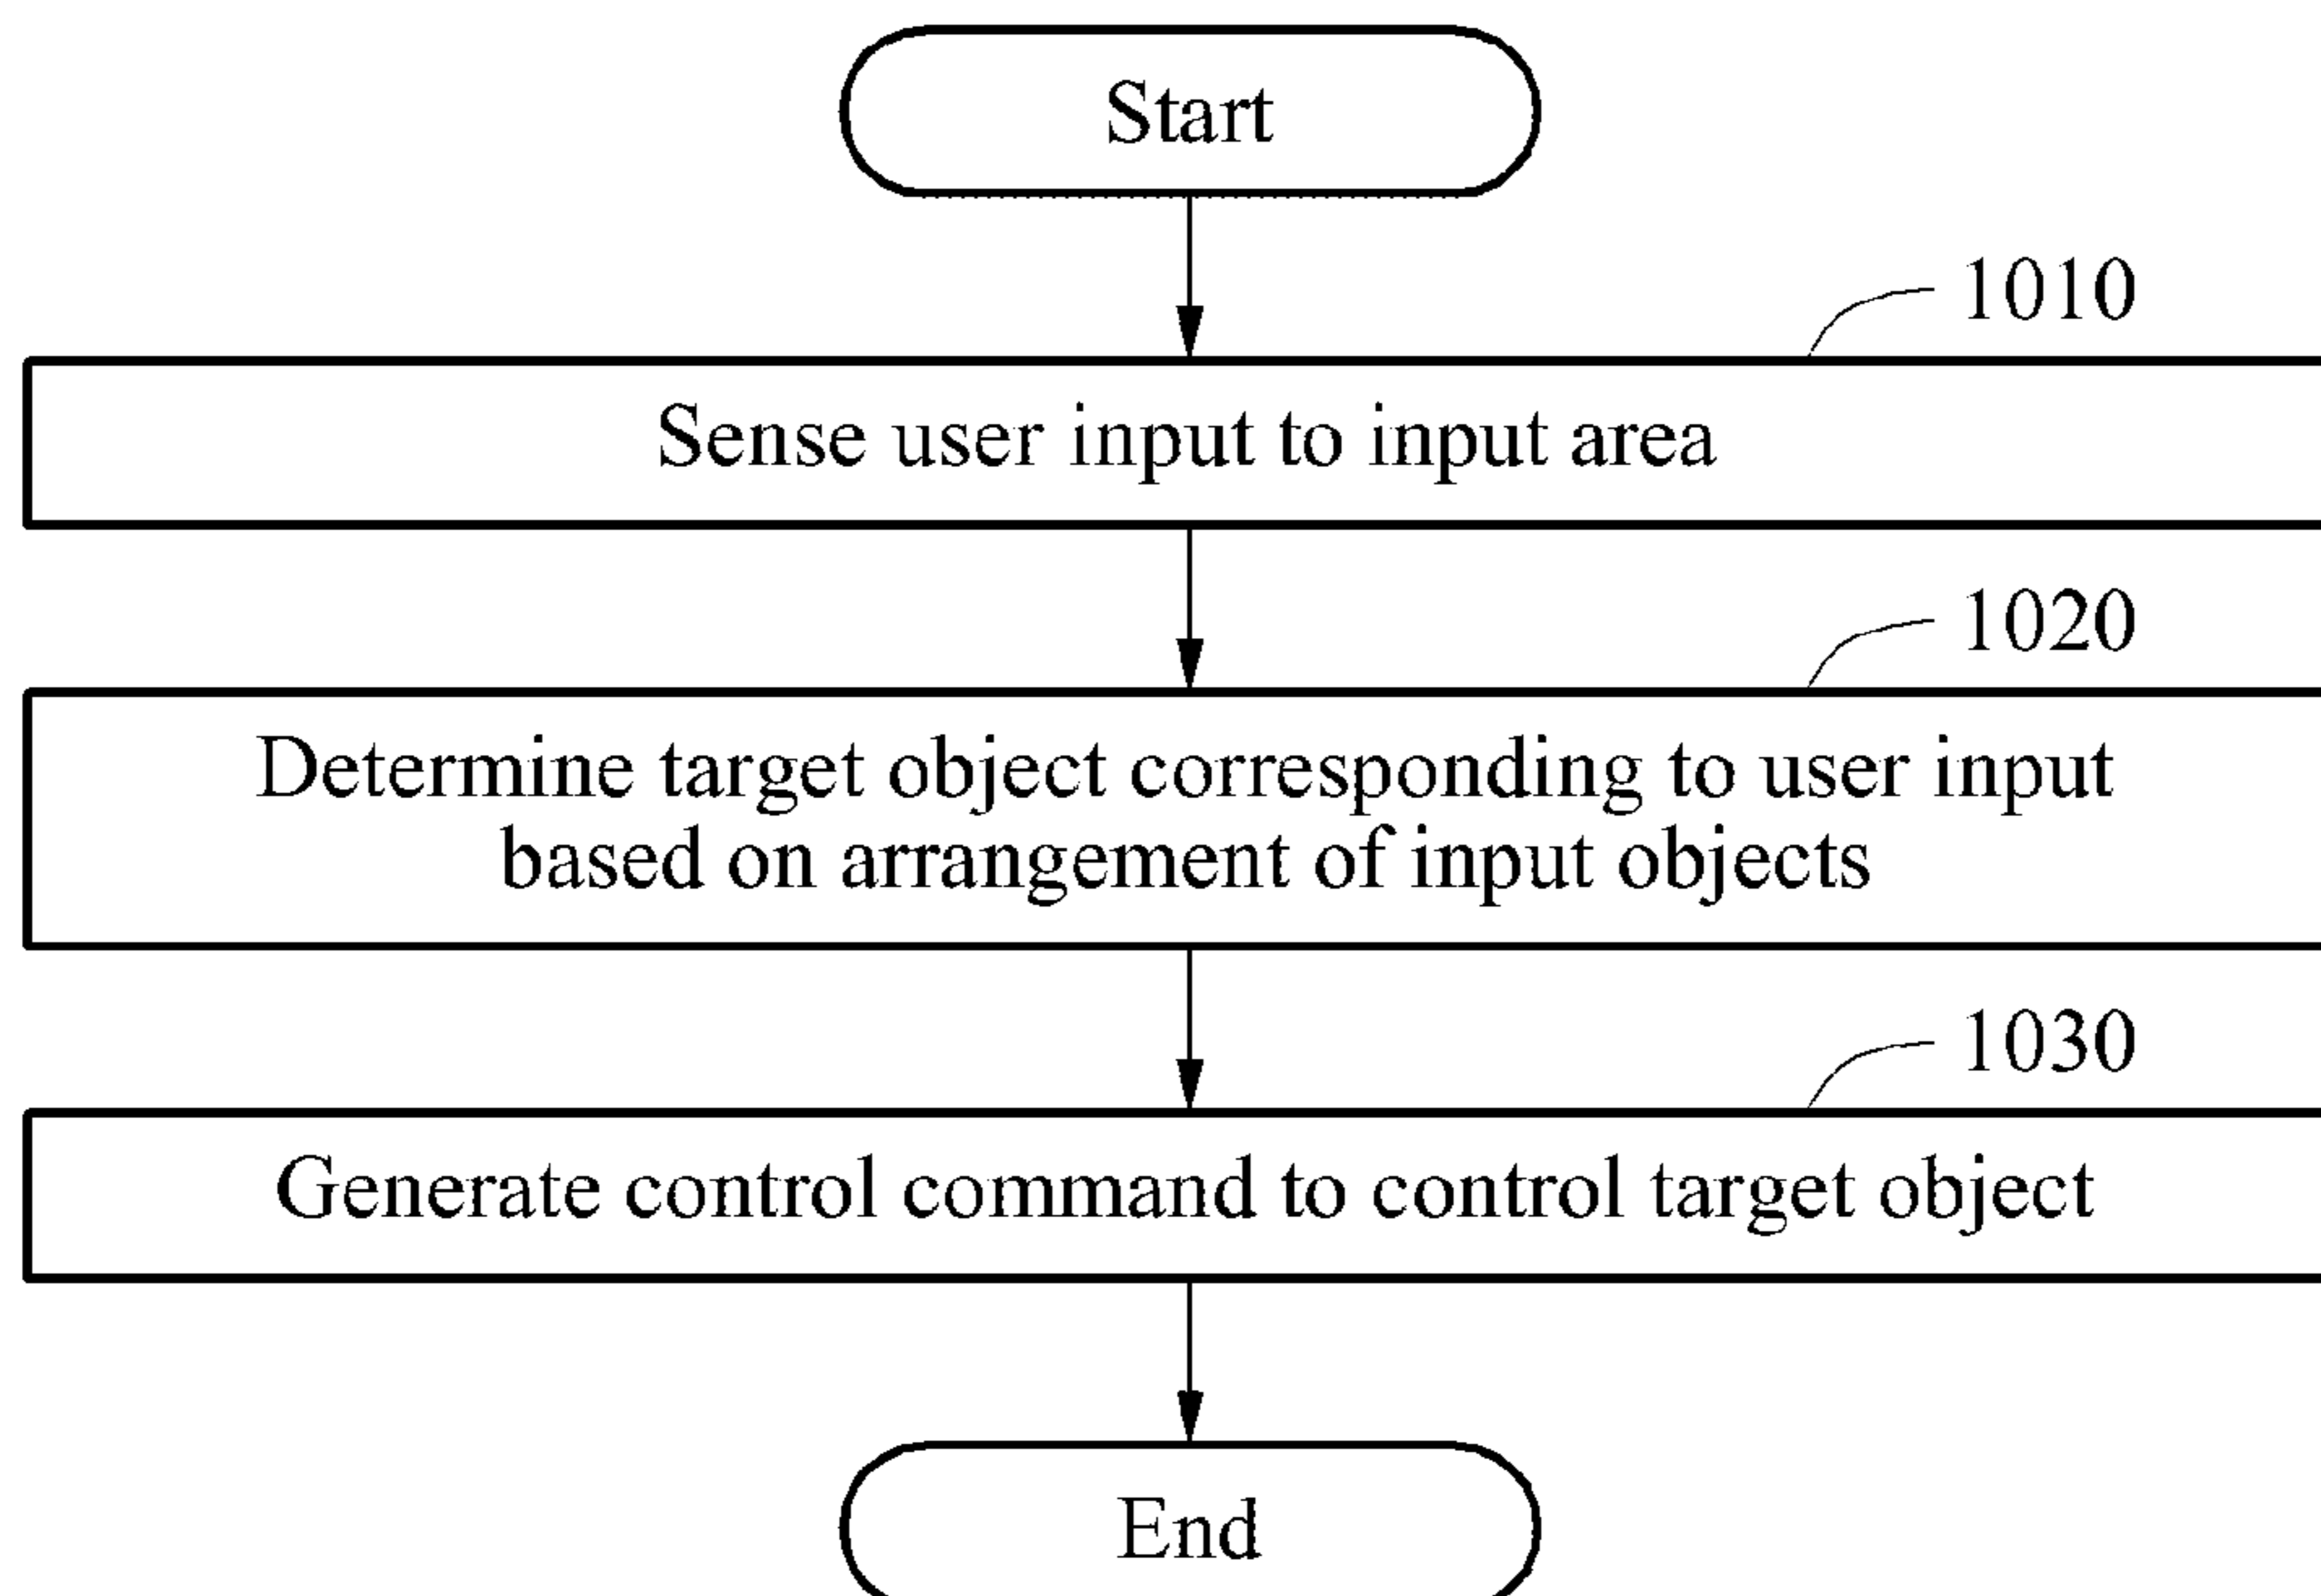 Start
1010
Sense user input to input area
1020
Determine target object corresponding to user input
based on arrangement of input objects
1030
Generate control command to control target object
End